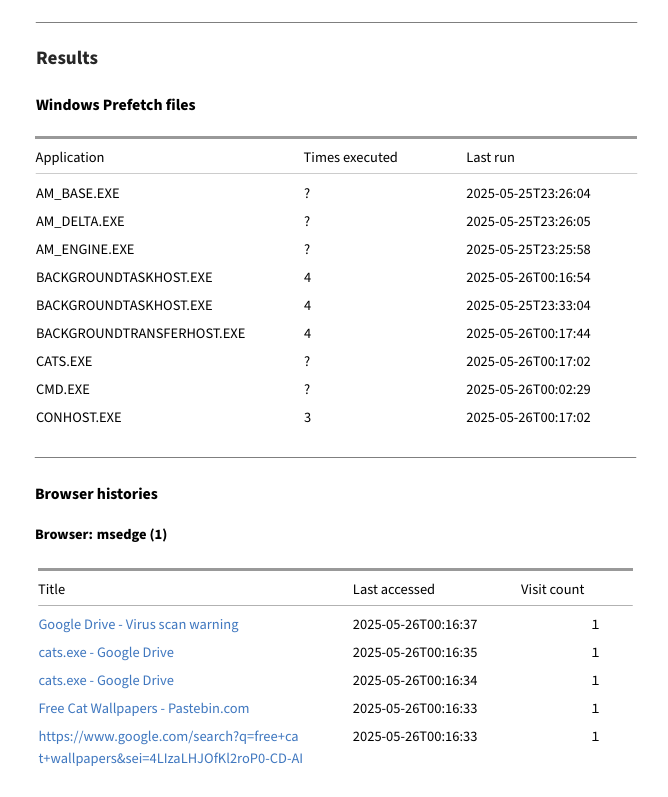 Results
Windows Prefetch files
Application Times executed Last run
AM_BASE.EXE ? 2025-05-25T23:26:04
AM_DELTA.EXE ? 2025-05-25T23:26:05
AM_ENGINE.EXE ? 2025-05-25T23:25:58
BACKGROUNDTASKHOST.EXE 4 2025-05-26T00:16:54
BACKGROUNDTASKHOST.EXE 4 2025-05-25T23:33:04
BACKGROUNDTRANSFERHOST.EXE 4 2025-05-26T00:17:44
CATS.EXE ? 2025-05-26T00:17:02
CMD.EXE ? 2025-05-26T00:02:29
CONHOST.EXE 3 2025-05-26T00:17:02
Browser histories
Browser: msedge (1)
Title Last accessed Visit count
Google Drive - Virus scan warning 2025-05-26T00:16:37 1
cats.exe - Google Drive 2025-05-26T00:16:35 1
cats.exe - Google Drive 2025-05-26T00:16:34 1
Free Cat Wallpapers - Pastebin.com 2025-05-26T00:16:33 1
https://www.google.com/search?q=free+ca 2025-05-26T00:16:33 1
t+wallpapers&sei=4LIzaLHJOfKl2roP0-CD-AI